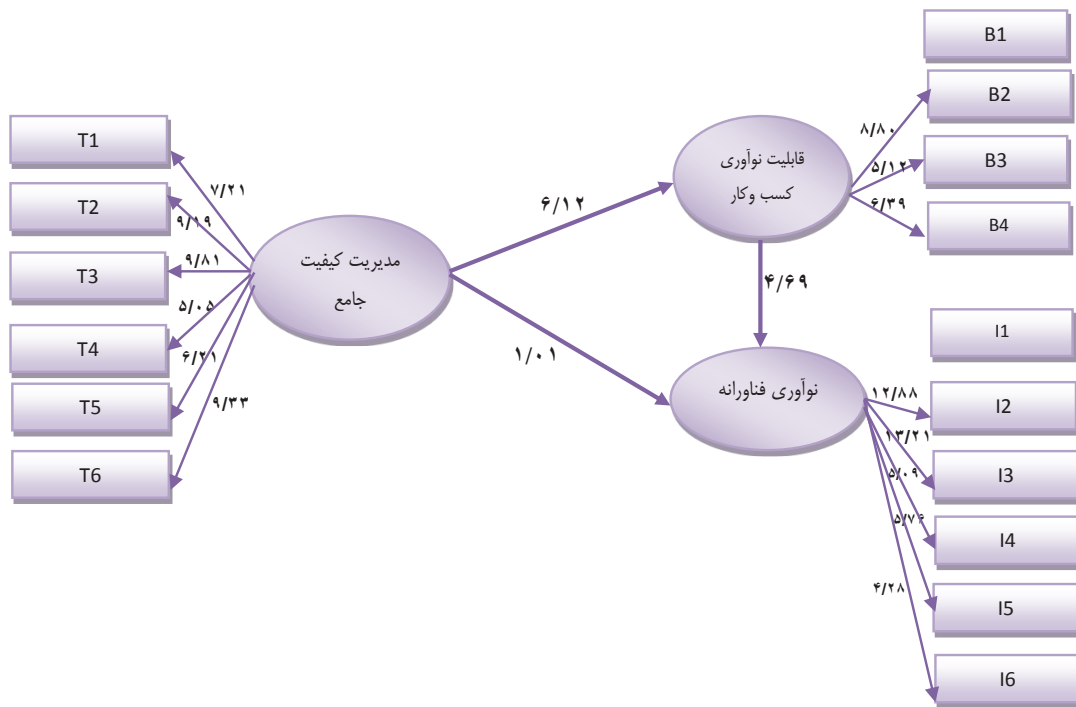 T1
T2
T3
T4
T5
T6
۷/۲۱
۹/۱۹
۹/۸۱
۵/۰۵
۶/۲۱
۹/۳۳
مدیریت کیفیت
جامع
۶/۱۲
۱/۰۱
قابلیت نوآوری
کسب وکار
۴/۶۹
نوآوری فناورانه
۸/۸۰
۵/۱۲
۶/۳۹
B1
B2
B3
B4
۱۲/۸۸
۱۳/۲۱
۵/۰۹
۵/۷۶
۴/۲۸
I1
I2
I3
I4
I5
I6